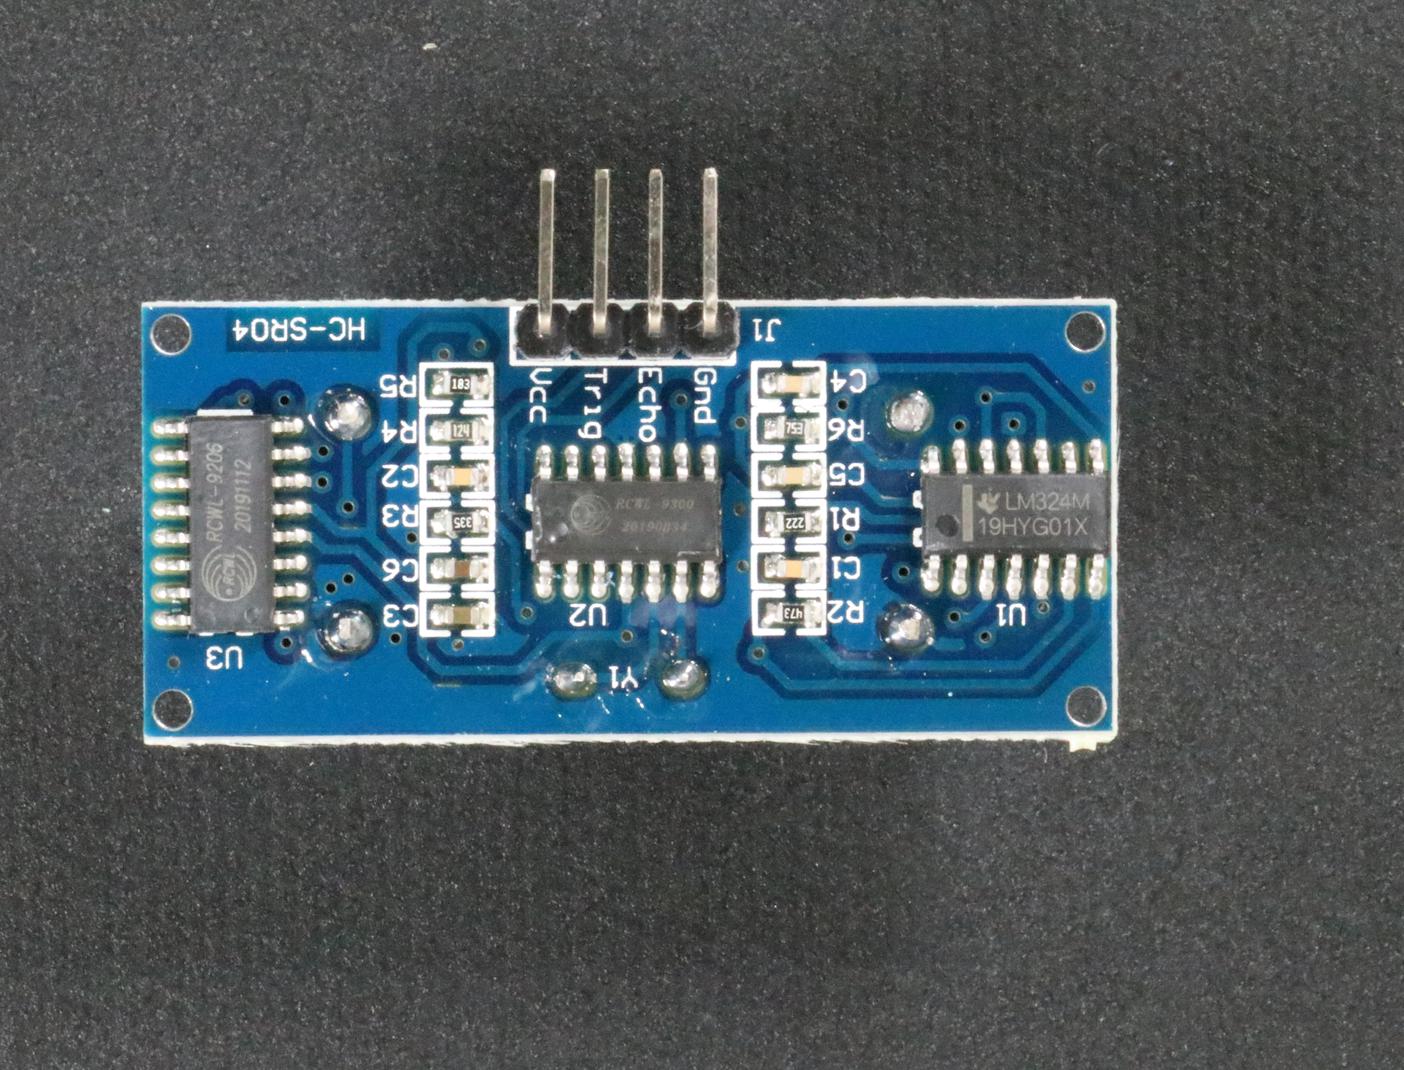 HC-SR04
J1
Vcc
Trig
Echo
Gnd
R5
183
R4
124
C2
R3
335
C6
C3
C4
R6
753
C5
R1
222
C1
R2
473
RCWL-9206
20191112
RCWL
U3
RCWL-9300
U2
Y1
LM324M
19HYG01X
U1